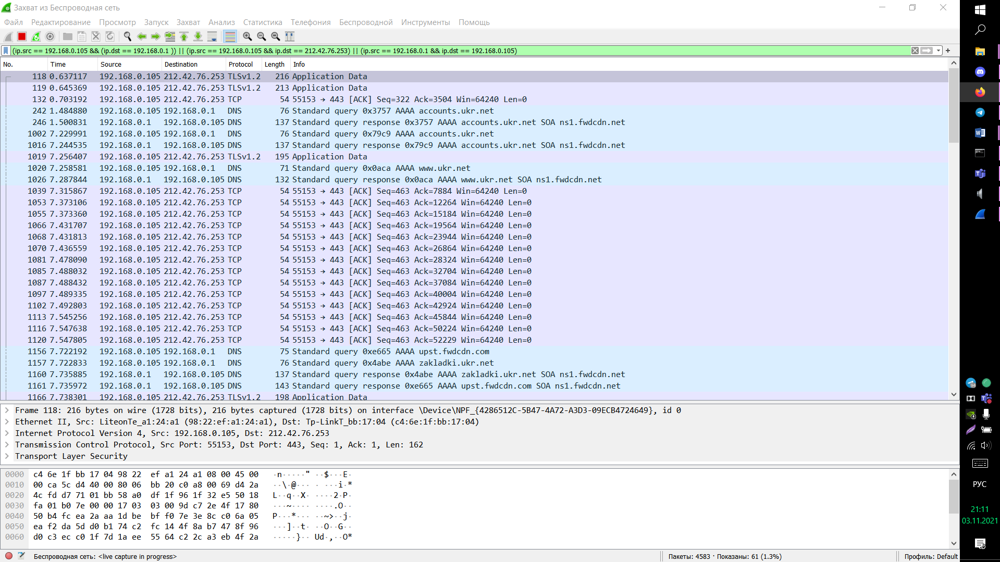 Захват из Беспроводная сеть
Файл Редактирование Просмотр Запуск Захват Анализ Статистика Телефония Беспроводной Инструменты Помощь
(ip.src == 192.168.0.105 && (ip.dst == 192.168.0.1 )) || (ip.src == 192.168.0.105 && ip.dst == 212.42.76.253) || (ip.src == 192.168.0.1 && ip.dst == 192.168.0.105)
No. Time Source Destination Protocol Length Info
118 0.637117 192.168.0.105 212.42.76.253 TLSv1.2 216 Application Data
119 0.645369 192.168.0.105 212.42.76.253 TLSv1.2 213 Application Data
132 0.703192 192.168.0.105 212.42.76.253 TCP 54 55153 → 443 [ACK] Seq=322 Ack=3504 Win=64240 Len=0
242 1.484880 192.168.0.105 192.168.0.1 DNS 76 Standard query 0x3757 AAAA accounts.ukr.net
246 1.500831 192.168.0.1 192.168.0.105 DNS 137 Standard query response 0x3757 AAAA accounts.ukr.net SOA ns1.fwdcdn.net
1002 7.229991 192.168.0.105 192.168.0.1 DNS 76 Standard query 0x79c9 AAAA accounts.ukr.net
1016 7.244535 192.168.0.1 192.168.0.105 DNS 137 Standard query response 0x79c9 AAAA accounts.ukr.net SOA ns1.fwdcdn.net
1019 7.256407 192.168.0.105 212.42.76.253 TLSv1.2 195 Application Data
1020 7.258581 192.168.0.105 192.168.0.1 DNS 71 Standard query 0x0aca AAAA www.ukr.net
1026 7.287844 192.168.0.1 192.168.0.105 DNS 132 Standard query response 0x0aca AAAA www.ukr.net SOA ns1.fwdcdn.net
1039 7.315867 192.168.0.105 212.42.76.253 TCP 54 55153 → 443 [ACK] Seq=463 Ack=7884 Win=64240 Len=0
1053 7.373106 192.168.0.105 212.42.76.253 TCP 54 55153 → 443 [ACK] Seq=463 Ack=12264 Win=64240 Len=0
1055 7.373360 192.168.0.105 212.42.76.253 TCP 54 55153 → 443 [ACK] Seq=463 Ack=15184 Win=64240 Len=0
1066 7.431707 192.168.0.105 212.42.76.253 TCP 54 55153 → 443 [ACK] Seq=463 Ack=19564 Win=64240 Len=0
1068 7.431813 192.168.0.105 212.42.76.253 TCP 54 55153 → 443 [ACK] Seq=463 Ack=23944 Win=64240 Len=0
1070 7.436559 192.168.0.105 212.42.76.253 TCP 54 55153 → 443 [ACK] Seq=463 Ack=26864 Win=64240 Len=0
1081 7.478090 192.168.0.105 212.42.76.253 TCP 54 55153 → 443 [ACK] Seq=463 Ack=28324 Win=64240 Len=0
1085 7.488032 192.168.0.105 212.42.76.253 TCP 54 55153 → 443 [ACK] Seq=463 Ack=32704 Win=64240 Len=0
1087 7.488432 192.168.0.105 212.42.76.253 TCP 54 55153 → 443 [ACK] Seq=463 Ack=37084 Win=64240 Len=0
1097 7.489335 192.168.0.105 212.42.76.253 TCP 54 55153 → 443 [ACK] Seq=463 Ack=40004 Win=64240 Len=0
1102 7.492803 192.168.0.105 212.42.76.253 TCP 54 55153 → 443 [ACK] Seq=463 Ack=42924 Win=64240 Len=0
1113 7.545256 192.168.0.105 212.42.76.253 TCP 54 55153 → 443 [ACK] Seq=463 Ack=45844 Win=64240 Len=0
1116 7.547638 192.168.0.105 212.42.76.253 TCP 54 55153 → 443 [ACK] Seq=463 Ack=50224 Win=64240 Len=0
1120 7.547805 192.168.0.105 212.42.76.253 TCP 54 55153 → 443 [ACK] Seq=463 Ack=52229 Win=64240 Len=0
1156 7.722192 192.168.0.105 192.168.0.1 DNS 75 Standard query 0xe665 AAAA upst.fwdcdn.com
1157 7.722833 192.168.0.105 192.168.0.1 DNS 76 Standard query 0x4abe AAAA zakladki.ukr.net
1160 7.735885 192.168.0.1 192.168.0.105 DNS 137 Standard query response 0x4abe AAAA zakladki.ukr.net SOA ns1.fwdcdn.net
1161 7.735972 192.168.0.1 192.168.0.105 DNS 143 Standard query response 0xe665 AAAA upst.fwdcdn.com SOA ns1.fwdcdn.net
1166 7.738301 192.168.0.105 212.42.76.253 TLSv1.2 198 Application Data
Frame 118: 216 bytes on wire (1728 bits), 216 bytes captured (1728 bits) on interface \Device\NPF_{4286512C-5B47-4A72-A3D3-09ECB4724649}, id 0
Ethernet II, Src: LiteonTe_a1:24:a1 (98:22:ef:a1:24:a1), Dst: Tp-LinkT_bb:17:04 (c4:6e:1f:bb:17:04)
Internet Protocol Version 4, Src: 192.168.0.105, Dst: 212.42.76.253
Transmission Control Protocol, Src Port: 55153, Dst Port: 443, Seq: 1, Ack: 1, Len: 162
Transport Layer Security
0000 c4 6e 1f bb 17 04 98 22 ef a1 24 a1 08 00 45 00 ·n·····" ··$···E·
0010 00 ca 5c d4 40 00 80 06 bb 20 c0 a8 00 69 d4 2a ··\·@··· · ···i·*
0020 4c fd d7 71 01 bb 58 a0 df 1f 96 1f 32 e5 50 18 L··q··X· ····2·P·
0030 fa 01 b0 7e 00 00 17 03 03 00 9d c7 2e 4f 17 80 ···~···· ····.O··
0040 50 b4 fc ea 2a aa 1d be bf f0 7e 3e 8c c0 6a 05 P···*··· ··~>··j·
0050 ea f2 da 5d d0 b1 74 c2 fc 14 4f 8a b7 47 8f 96 ···]··t· ··O··G··
0060 d0 c3 ec c0 1f 7d 1a ee 55 64 c2 2c a3 eb 4f 2a ·····}·· Ud·,··O*
Беспроводная сеть: <live capture in progress>
Пакеты: 4583 · Показаны: 61 (1.3%)
Профиль: Default
РУС
21:11
03.11.2021